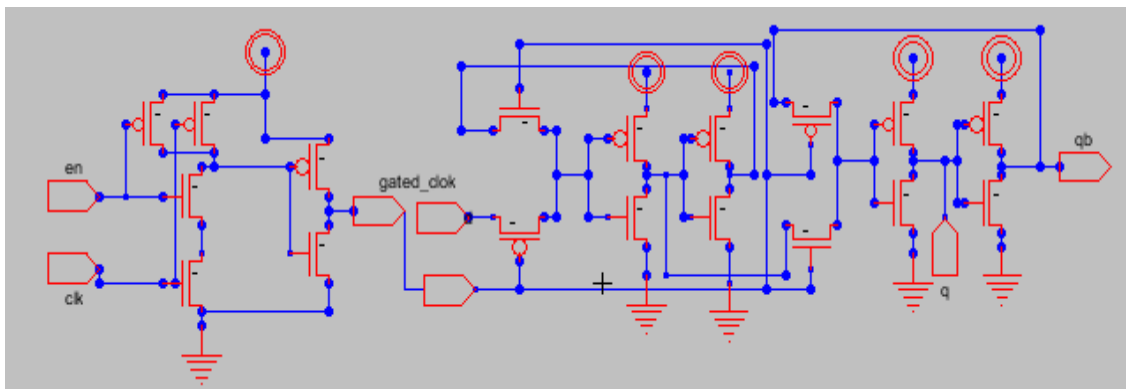 en
clk
gated_clok
q
qb